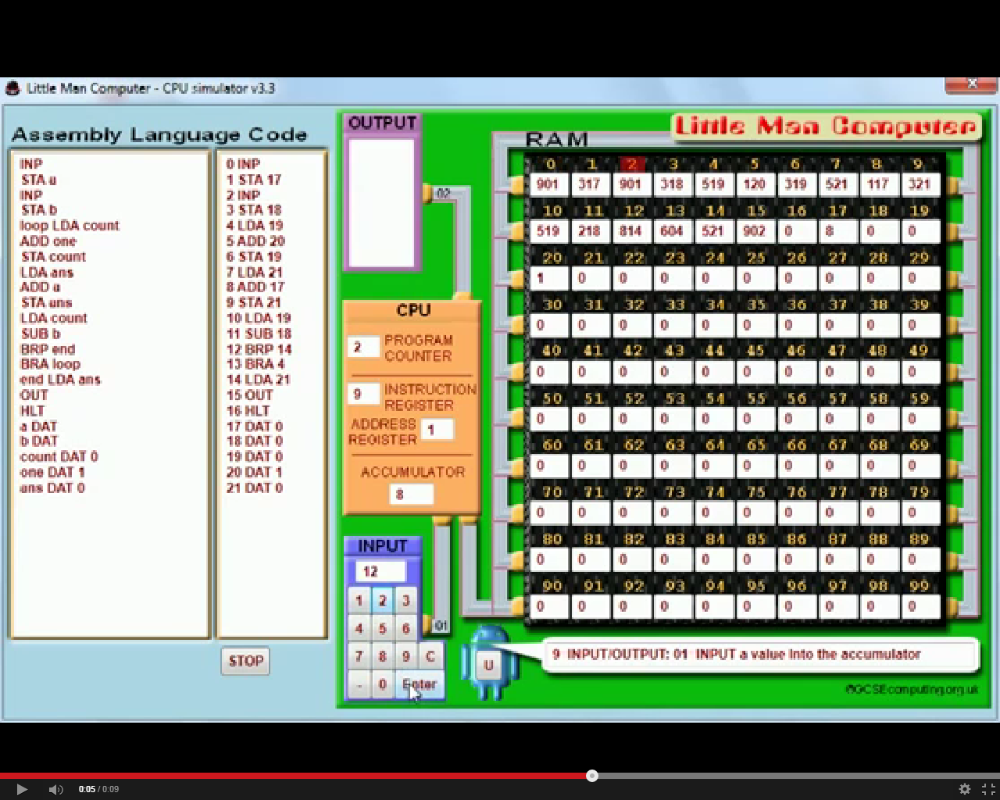 Little Man Computer - CPU simulator v3.3
Assembly Language Code
INP
STA a
INP
STA b
loop LDA count
ADD one
STA count
LDA ans
ADD a
STA ans
LDA count
SUB b
BRP end
BRA loop
end LDA ans
OUT
HLT
a DAT
b DAT
count DAT 0
one DAT 1
ans DAT 0
0 INP
1 STA 17
2 INP
3 STA 18
4 LDA 19
5 ADD 20
6 STA 19
7 LDA 21
8 ADD 17
9 STA 21
10 LDA 19
11 SUB 18
12 BRP 14
13 BRA 4
14 LDA 21
15 OUT
16 HLT
17 DAT 0
18 DAT 0
19 DAT 0
20 DAT 1
21 DAT 0
STOP
OUTPUT
02
CPU
2 PROGRAM
COUNTER
9 INSTRUCTION
REGISTER
ADDRESS 1
REGISTER
ACCUMULATOR
8
INPUT
12
1 2 3
4 5 6
7 8 9 C
- 0 Enter
01
Little Man Computer
RAM
0 1 2 3 4 5 6 7 8 9
901 317 901 318 519 120 319 521 117 321
10 11 12 13 14 15 16 17 18 19
519 218 814 604 521 902 0 8 0 0
20 21 22 23 24 25 26 27 28 29
1 0 0 0 0 0 0 0 0 0
30 31 32 33 34 35 36 37 38 39
0 0 0 0 0 0 0 0 0 0
40 41 42 43 44 45 46 47 48 49
0 0 0 0 0 0 0 0 0 0
50 51 52 53 54 55 56 57 58 59
0 0 0 0 0 0 0 0 0 0
60 61 62 63 64 65 66 67 68 69
0 0 0 0 0 0 0 0 0 0
70 71 72 73 74 75 76 77 78 79
0 0 0 0 0 0 0 0 0 0
80 81 82 83 84 85 86 87 88 89
0 0 0 0 0 0 0 0 0 0
90 91 92 93 94 95 96 97 98 99
0 0 0 0 0 0 0 0 0 0
U
9 INPUT/OUTPUT: 01 INPUT a value into the accumulator
©GCSEcomputing.org.uk
0:05 / 0:09